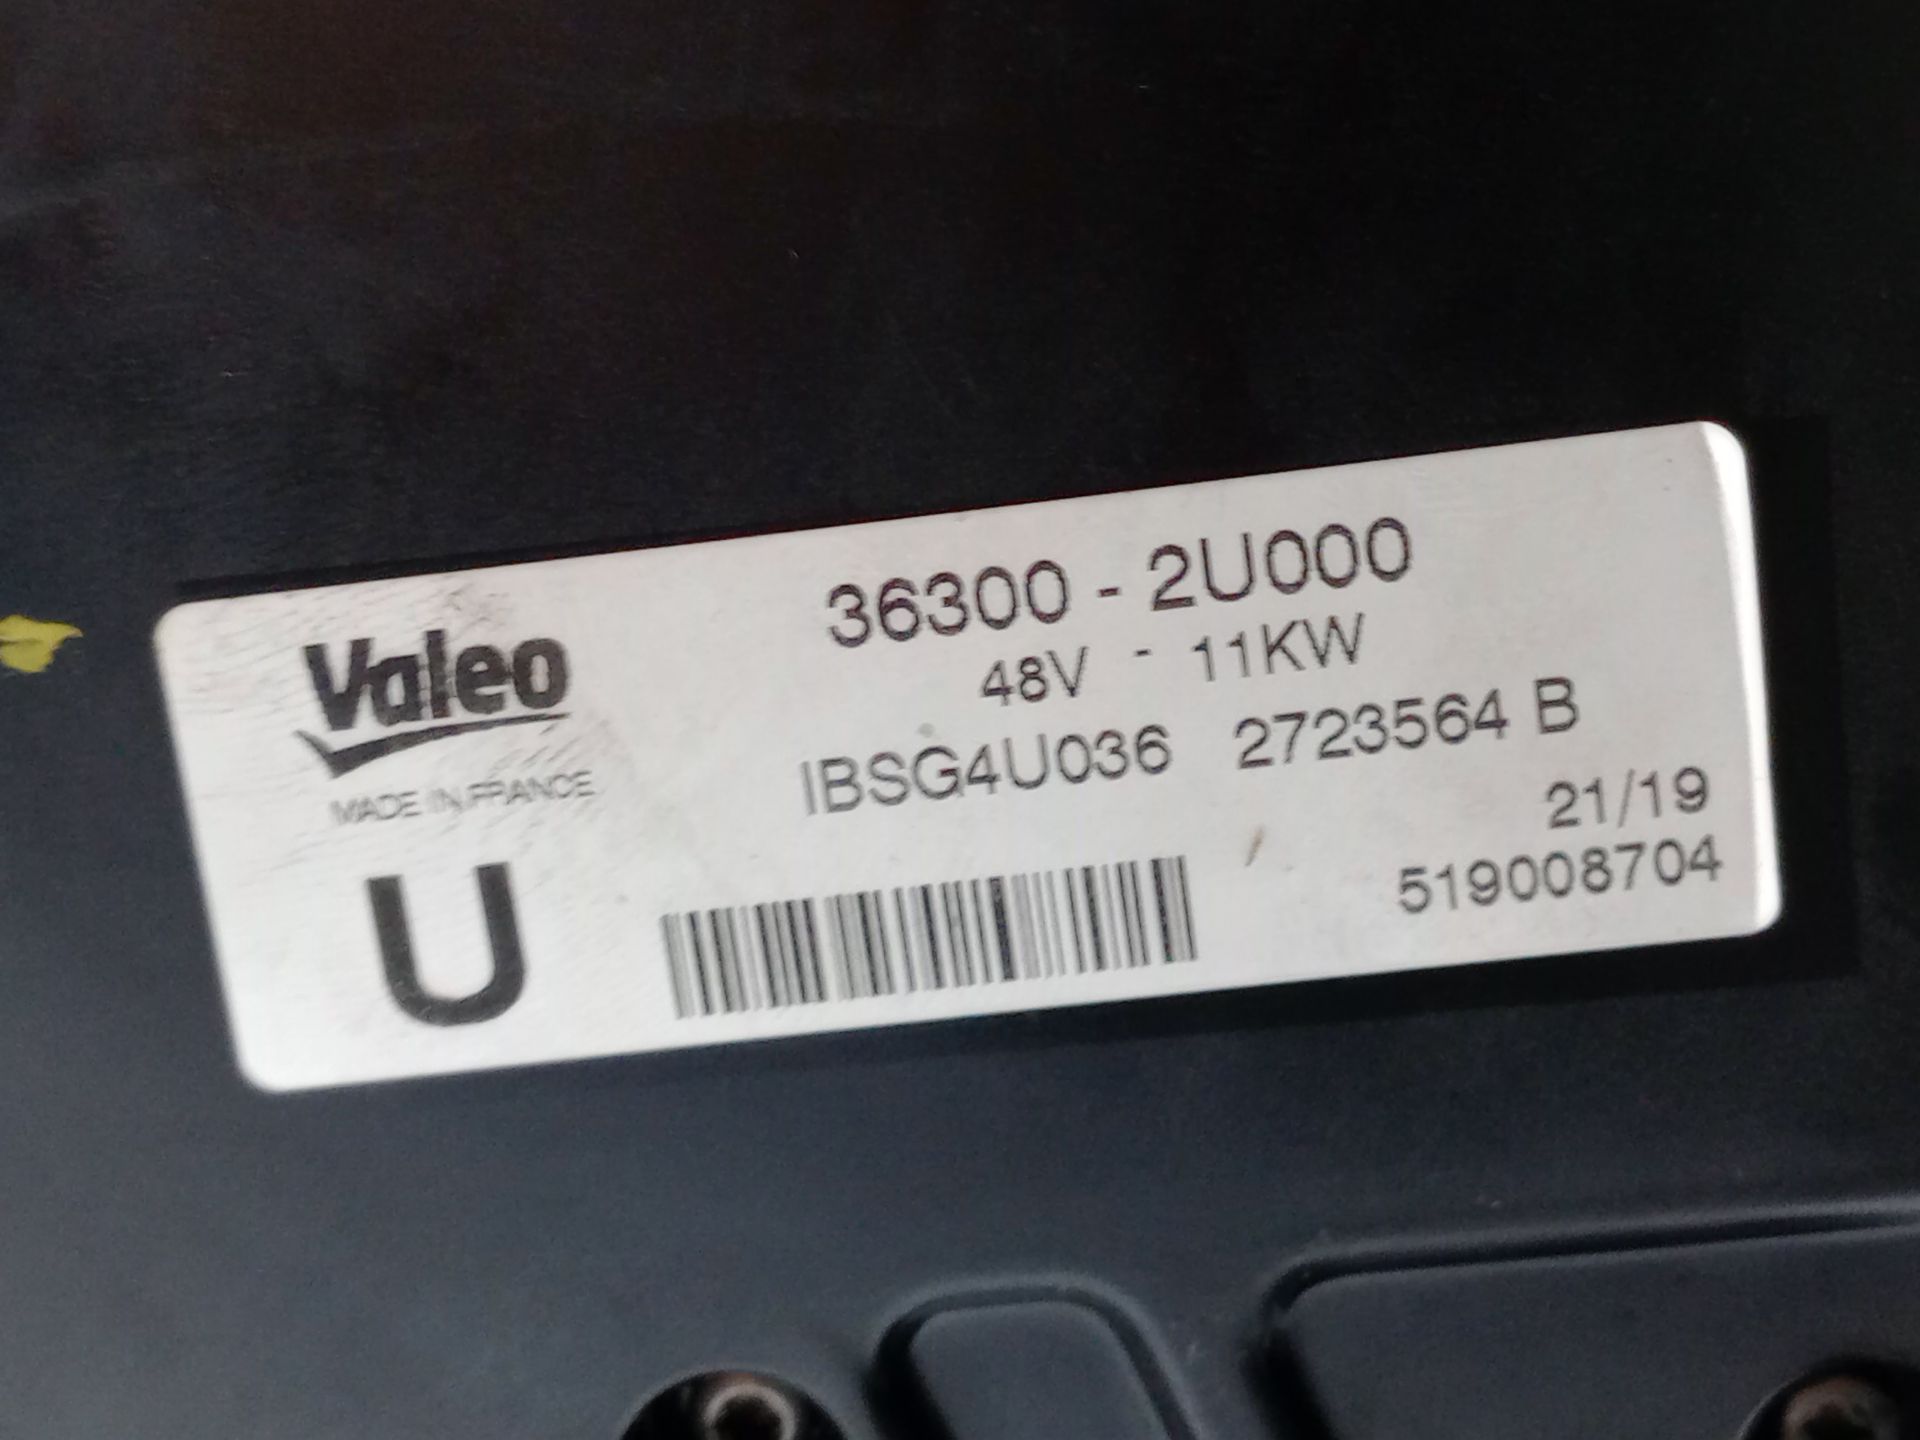 Valeo
MADE IN FRANCE
U
36300 - 2U000
48V - 11KW
IBSG4U036 2723564 B
21/19
519008704